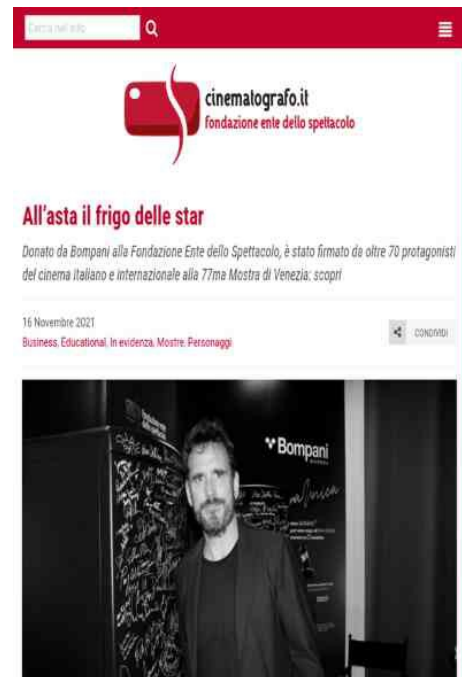 Cerca nel sito
cinematografo.it
fondazione ente dello spettacolo
All'asta il frigo delle star
Donato da Bompani alla Fondazione Ente dello Spettacolo, è stato firmato da oltre 70 protagonisti
del cinema italiano e internazionale alla 77ma Mostra di Venezia: scopri
16 Novembre 2021
CONDIVIDI
Business, Educational, In evidenza, Mostre, Personaggi
Bompani